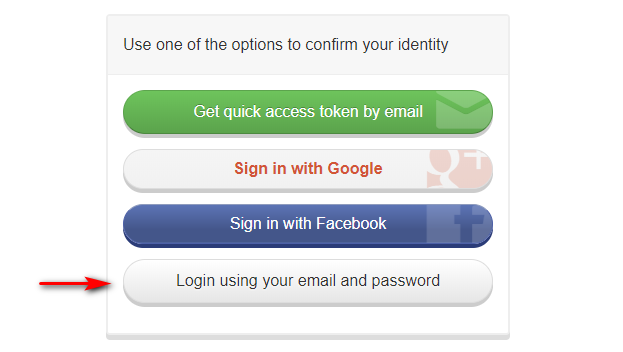 Use one of the options to confirm your identity
Get quick access token by email
Sign in with Google
Sign in with Facebook
Login using your email and password